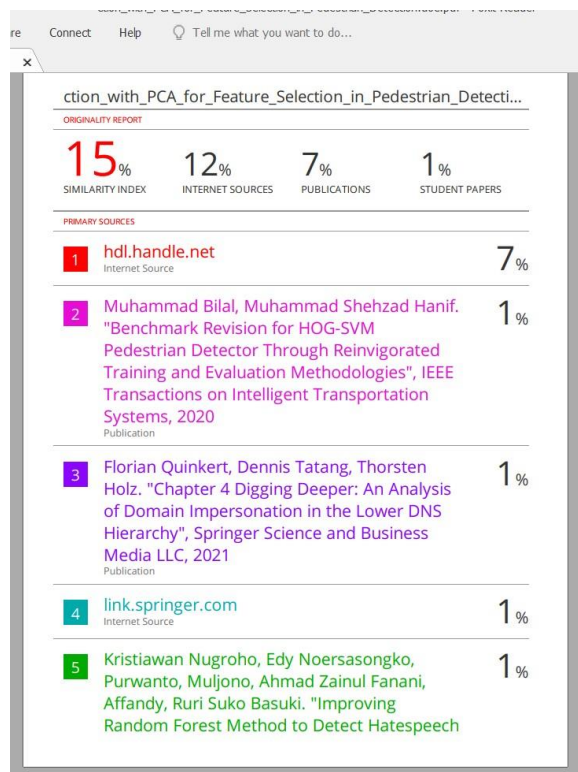 re Connect Help Tell me what you want to do...
×
ction_with_PCA_for_Feature_Selection_in_Pedestrian_Detecti...
ORIGINALITY REPORT
15% 12% 7% 1%
SIMILARITY INDEX INTERNET SOURCES PUBLICATIONS STUDENT PAPERS
PRIMARY SOURCES
1 hdl.handle.net 7%
Internet Source
2 Muhammad Bilal, Muhammad Shehzad Hanif. 1%
"Benchmark Revision for HOG-SVM
Pedestrian Detector Through Reinvigorated
Training and Evaluation Methodologies", IEEE
Transactions on Intelligent Transportation
Systems, 2020
Publication
3 Florian Quinkert, Dennis Tatang, Thorsten 1%
Holz. "Chapter 4 Digging Deeper: An Analysis
of Domain Impersonation in the Lower DNS
Hierarchy", Springer Science and Business
Media LLC, 2021
Publication
4 link.springer.com 1%
Internet Source
5 Kristiawan Nugroho, Edy Noersasongko, 1%
Purwanto, Muljono, Ahmad Zainul Fanani,
Affandy, Ruri Suko Basuki. "Improving
Random Forest Method to Detect Hatespeech